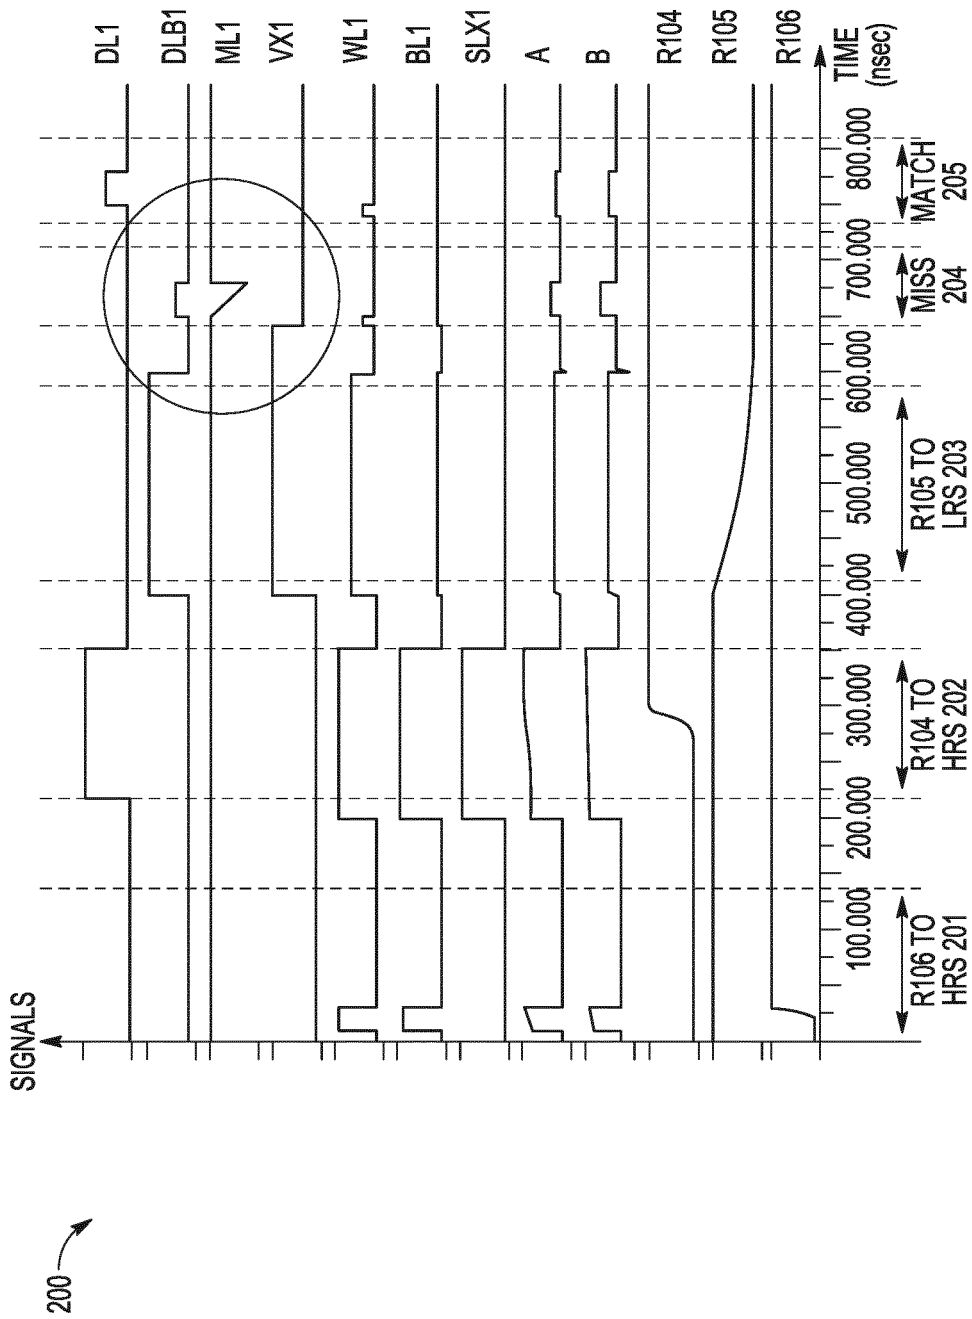 200
SIGNALS
DL1
DLB1
ML1
VX1
WL1
BL1
SLX1
A
B
R104
R105
R106
TIME
(nsec)
100.000
200.000
300.000
400.000
500.000
600.000
700.000
800.000
R106 TO
HRS 201
R104 TO
HRS 202
R105 TO
LRS 203
MISS
204
MATCH
205